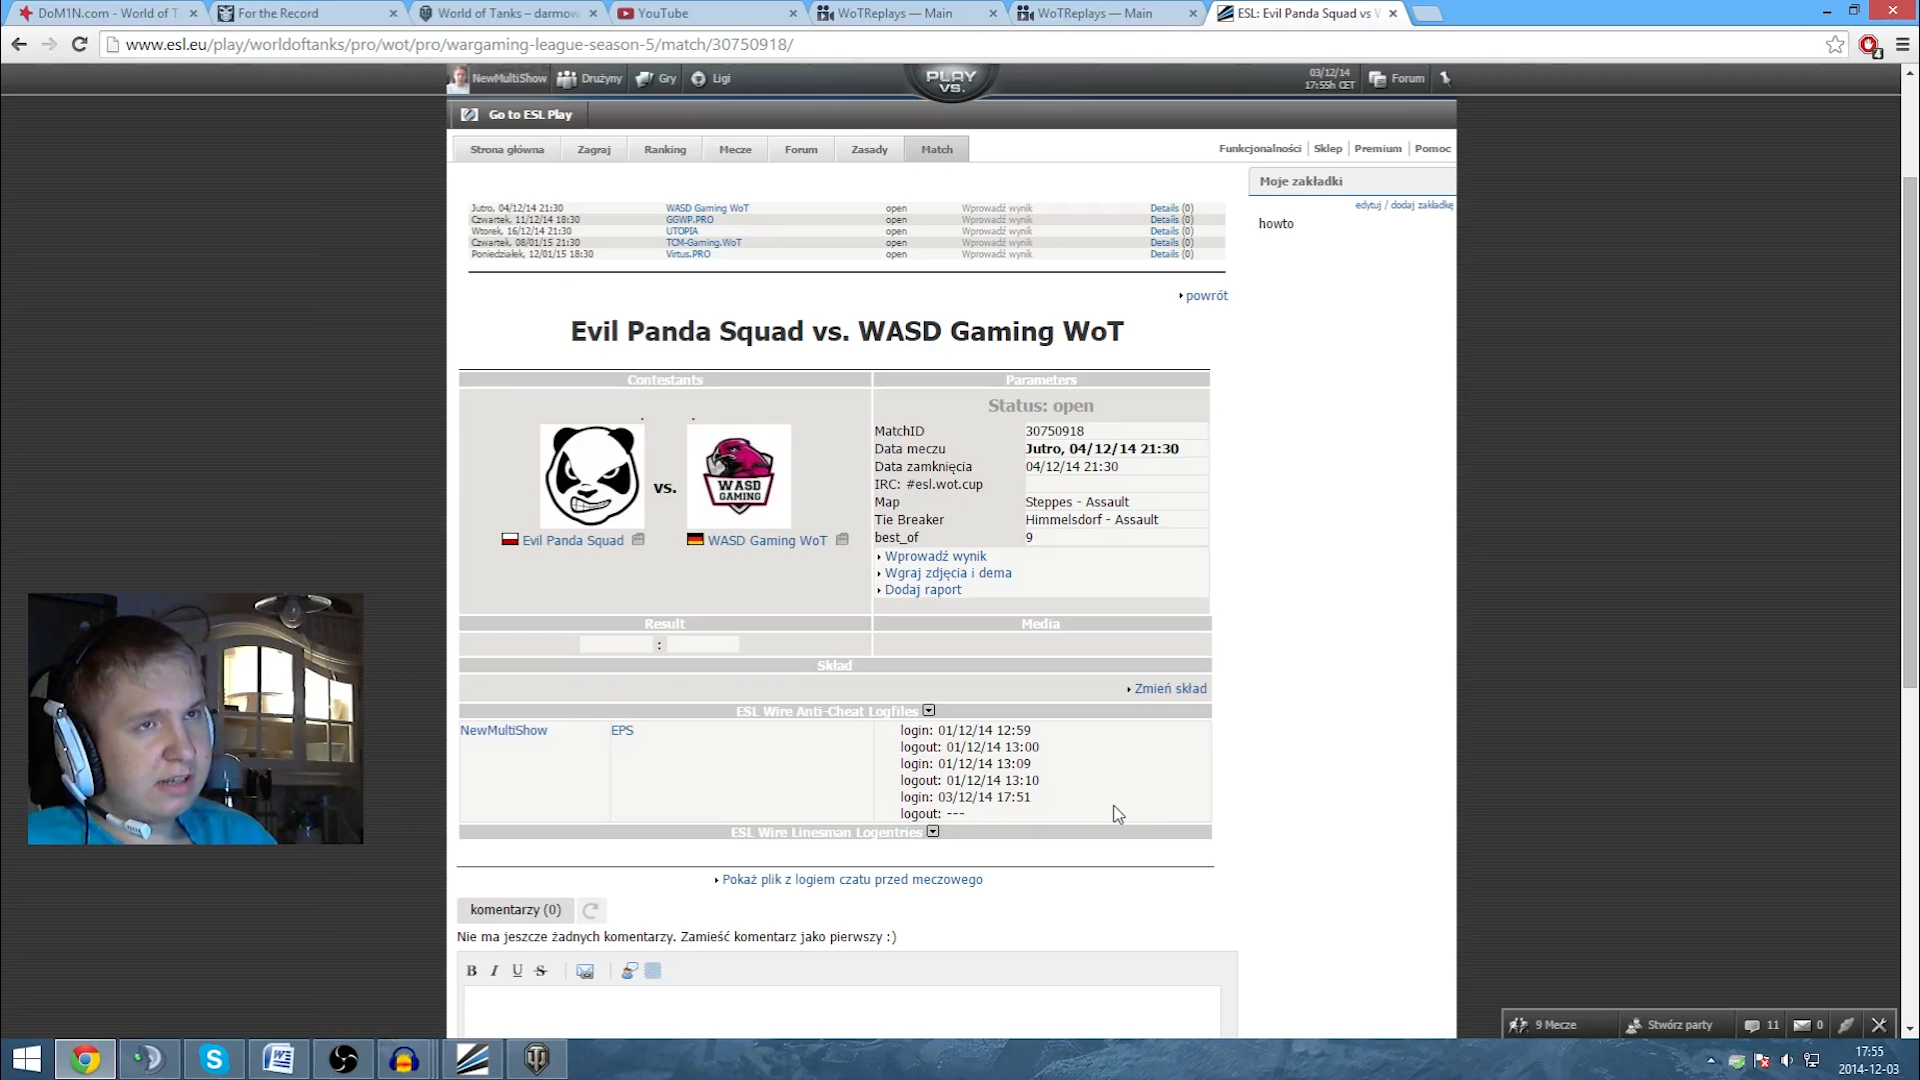 DoM1N.com - World of T
For the Record
World of Tanks – darmow
YouTube
WoTReplays — Main
WoTReplays — Main
ESL: Evil Panda Squad vs W
www.esl.eu/play/worldoftanks/pro/wot/pro/wargaming-league-season-5/match/30750918/
4
NewMultiShow Drużyny Gry Ligi
PLAY VS.
03/12/14
17:55h CET
Forum
Go to ESL Play
Strona główna Zagraj Ranking Mecze Forum Zasady Match
Funkcjonalności | Sklep | Premium | Pomoc
Moje zakładki
edytuj / dodaj zakładkę
howto
Jutro, 04/12/14 21:30 WASD Gaming WoT open Wprowadź wynik Details (0)
Czwartek, 11/12/14 18:30 GGWP.PRO open Wprowadź wynik Details (0)
Wtorek, 16/12/14 21:30 UTOPIA open Wprowadź wynik Details (0)
Czwartek, 08/01/15 21:30 TCM-Gaming.WoT open Wprowadź wynik Details (0)
Poniedziałek, 12/01/15 18:30 Virtus.PRO open Wprowadź wynik Details (0)
powrót
Evil Panda Squad vs. WASD Gaming WoT
Contestants Parameters
Status: open
MatchID 30750918
Data meczu Jutro, 04/12/14 21:30
Data zamknięcia 04/12/14 21:30
IRC: #esl.wot.cup
Map Steppes - Assault
Tie Breaker Himmelsdorf - Assault
best_of 9
Wprowadź wynik
Wgraj zdjęcia i dema
Dodaj raport
vs.
WASD
GAMING
Evil Panda Squad WASD Gaming WoT
Result Media
:
Skład
Zmień skład
ESL Wire Anti-Cheat Logfiles
NewMultiShow EPS login: 01/12/14 12:59
logout: 01/12/14 13:00
login: 01/12/14 13:09
logout: 01/12/14 13:10
login: 03/12/14 17:51
logout: ---
ESL Wire Linesman Logentries
Pokaż plik z logiem czatu przed meczowego
komentarzy (0)
Nie ma jeszcze żadnych komentarzy. Zamieść komentarz jako pierwszy :)
B I U S
9 Mecze Stwórz party 11 0
17:55
2014-12-03